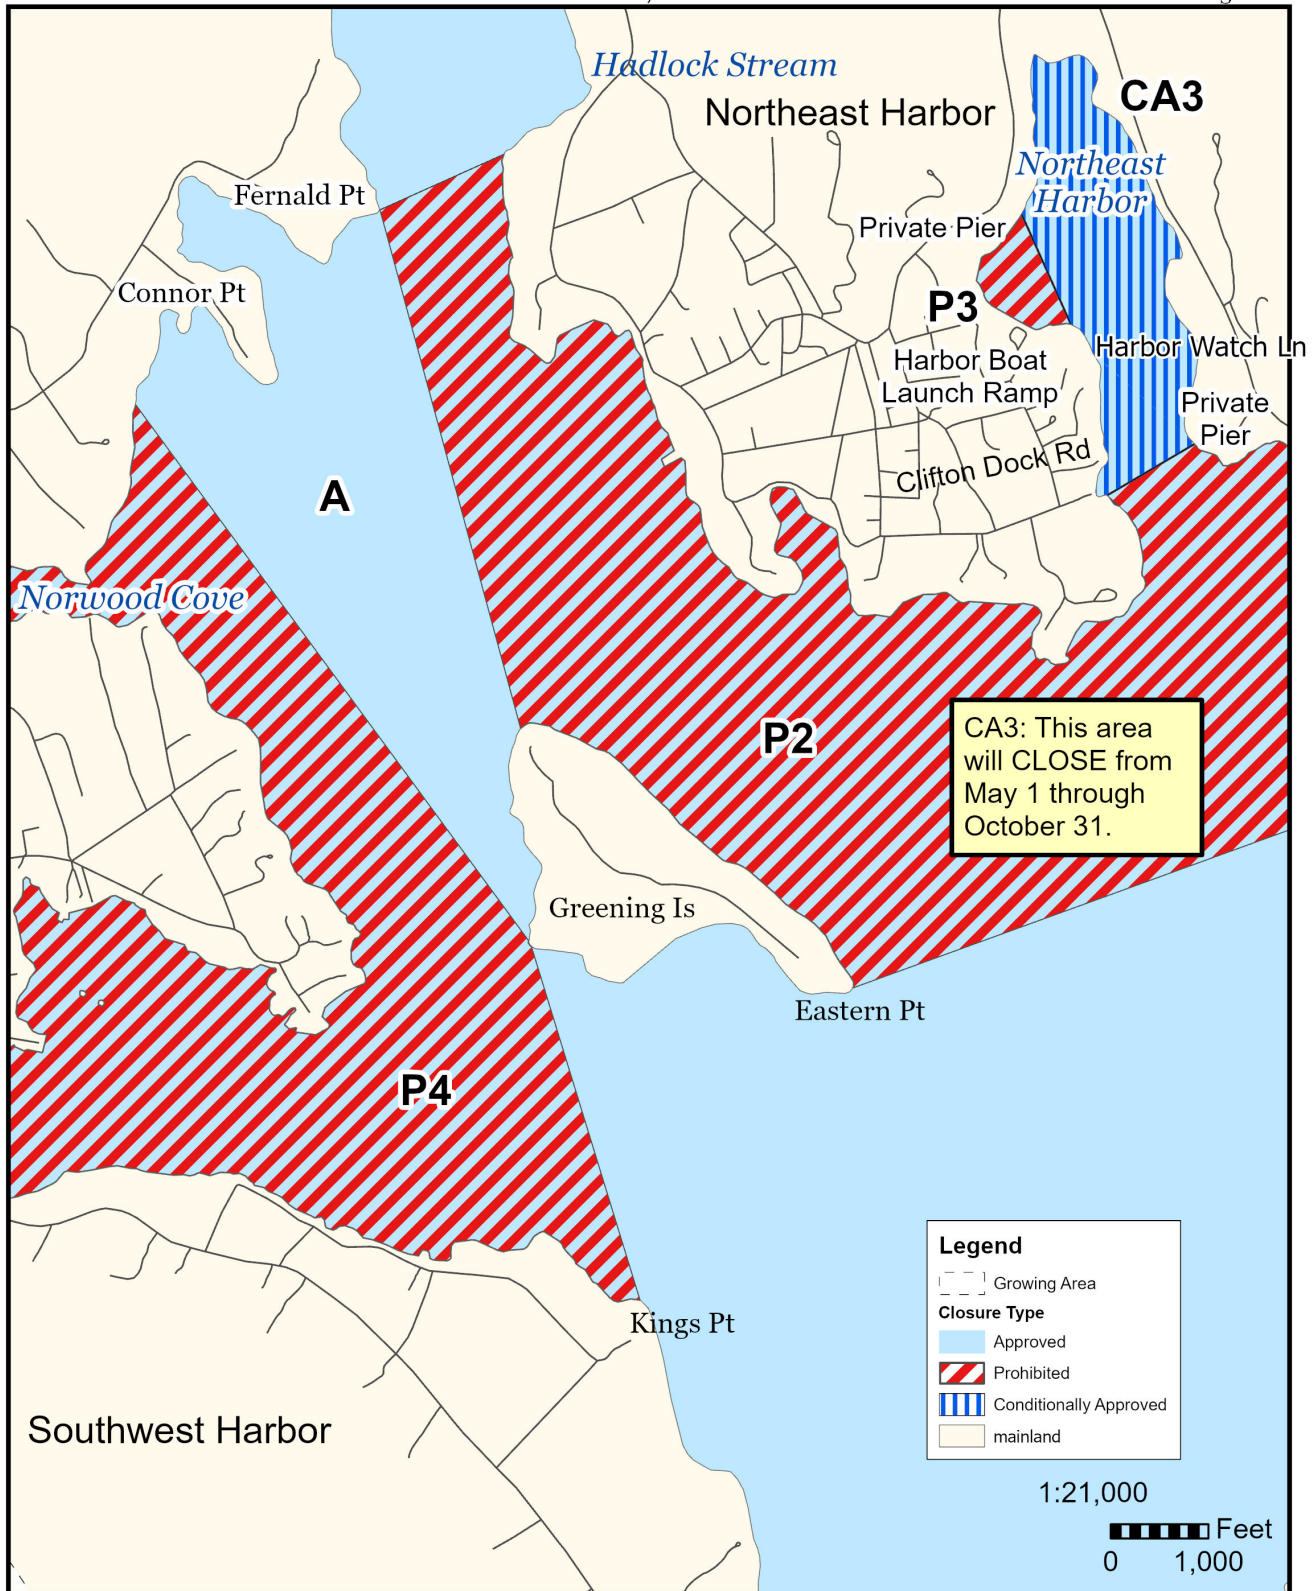 Hadlock Stream
CA3
Northeast Harbor
Northeast
Harbor
Fernald Pt
Private Pier
Connor Pt
P3
Harbor Watch Ln
Harbor Boat
Launch Ramp
Private
Pier
Clifton Dock Rd
A
Norwood Cove
P2
CA3: This area
will CLOSE from
May 1 through
October 31.
Greening Is
Eastern Pt
P4
Kings Pt
Southwest Harbor
Legend
Growing Area
Closure Type
Approved
Prohibited
Conditionally Approved
mainland
1:21,000
Feet
0 1,000